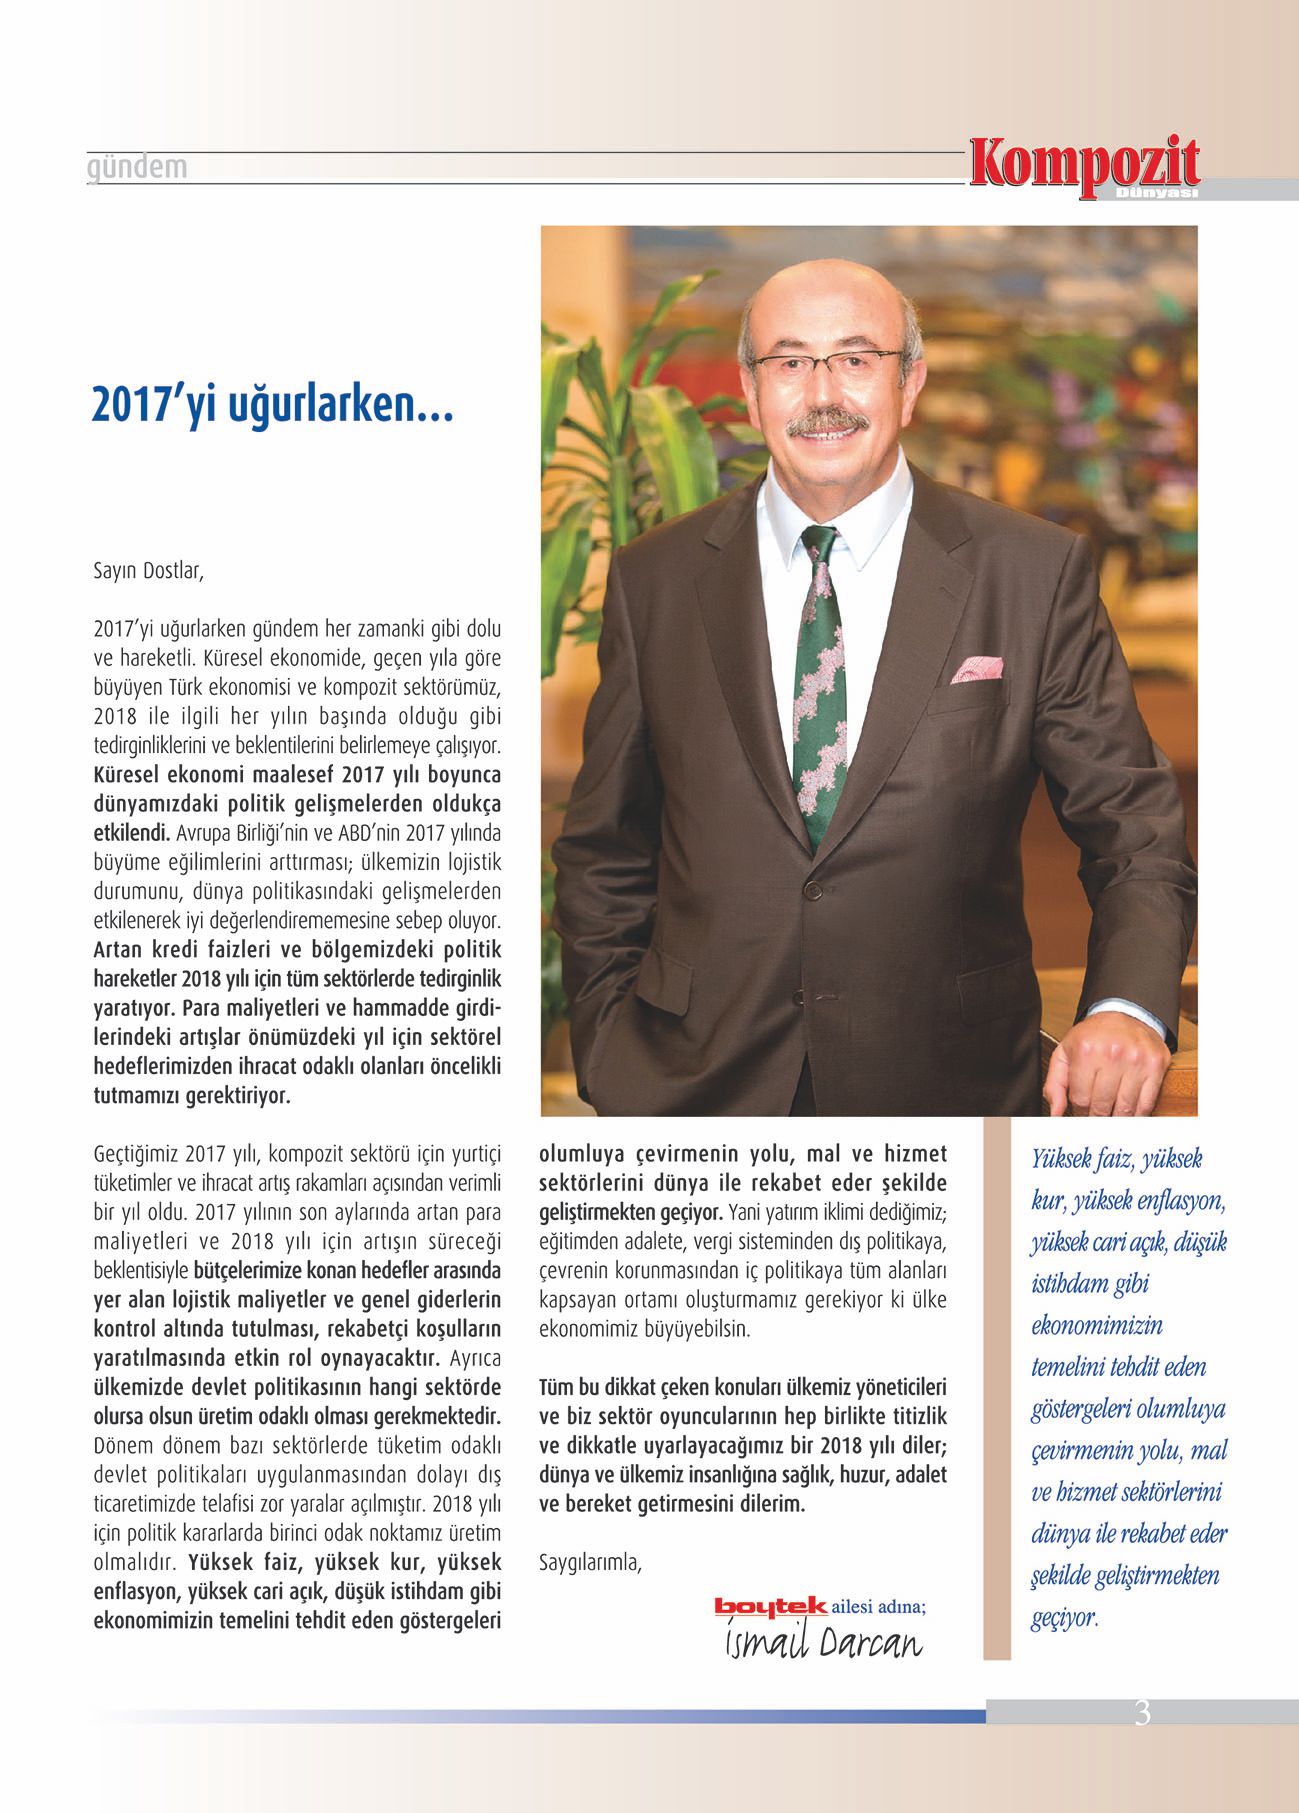 gündem
Kompozit
Dünyası
2017'yi uğurlarken...
Sayın Dostlar,
2017'yi uğurlarken gündem her zamanki gibi dolu
ve hareketli. Küresel ekonomide, geçen yıla göre
büyüyen Türk ekonomisi ve kompozit sektörümüz,
2018 ile ilgili her yılın başında olduğu gibi
tedirginliklerini ve beklentilerini belirlemeye çalışıyor.
Küresel ekonomi maalesef 2017 yılı boyunca
dünyamızdaki politik gelişmelerden oldukça
etkilendi. Avrupa Birliği'nin ve ABD'nin 2017 yılında
büyüme eğilimlerini arttırması; ülkemizin lojistik
durumunu, dünya politikasındaki gelişmelerden
etkilenerek iyi değerlendirememesine sebep oluyor.
Artan kredi faizleri ve bölgemizdeki politik
hareketler 2018 yılı için tüm sektörlerde tedirginlik
yaratıyor. Para maliyetleri ve hammadde girdi-
lerindeki artışlar önümüzdeki yıl için sektörel
hedeflerimizden ihracat odaklı olanları öncelikli
tutmamızı gerektiriyor.
Geçtiğimiz 2017 yılı, kompozit sektörü için yurtiçi
tüketimler ve ihracat artış rakamları açısından verimli
bir yıl oldu. 2017 yılının son aylarında artan para
maliyetleri ve 2018 yılı için artışın süreceği
beklentisiyle bütçelerimize konan hedefler arasında
yer alan lojistik maliyetler ve genel giderlerin
kontrol altında tutulması, rekabetçi koşulların
yaratılmasında etkin rol oynayacaktır. Ayrıca
ülkemizde devlet politikasının hangi sektörde
olursa olsun üretim odaklı olması gerekmektedir.
Dönem dönem bazı sektörlerde tüketim odaklı
devlet politikaları uygulanmasından dolayı dış
ticaretimizde telafisi zor yaralar açılmıştır. 2018 yılı
için politik kararlarda birinci odak noktamız üretim
olmalıdır. Yüksek faiz, yüksek kur, yüksek
enflasyon, yüksek cari açık, düşük istihdam gibi
ekonomimizin temelini tehdit eden göstergeleri
olumluya çevirmenin yolu, mal ve hizmet
sektörlerini dünya ile rekabet eder şekilde
geliştirmekten geçiyor. Yani yatırım iklimi dediğimiz;
eğitimden adalete, vergi sisteminden dış politikaya,
çevrenin korunmasından iç politikaya tüm alanları
kapsayan ortamı oluşturmamız gerekiyor ki ülke
ekonomimiz büyüyebilsin.
Tüm bu dikkat çeken konuları ülkemiz yöneticileri
ve biz sektör oyuncularının hep birlikte titizlik
ve dikkatle uyarlayacağımız bir 2018 yılı diler;
dünya ve ülkemiz insanlığına sağlık, huzur, adalet
ve bereket getirmesini dilerim.
Saygılarımla,
boytek ailesi adına;
İsmail Darcan
Yüksek faiz, yüksek
kur, yüksek enflasyon,
yüksek cari açık, düşük
istihdam gibi
ekonomimizin
temelini tehdit eden
göstergeleri olumluya
çevirmenin yolu, mal
ve hizmet sektörlerini
dünya ile rekabet eder
şekilde geliştirmekten
geçiyor.
3